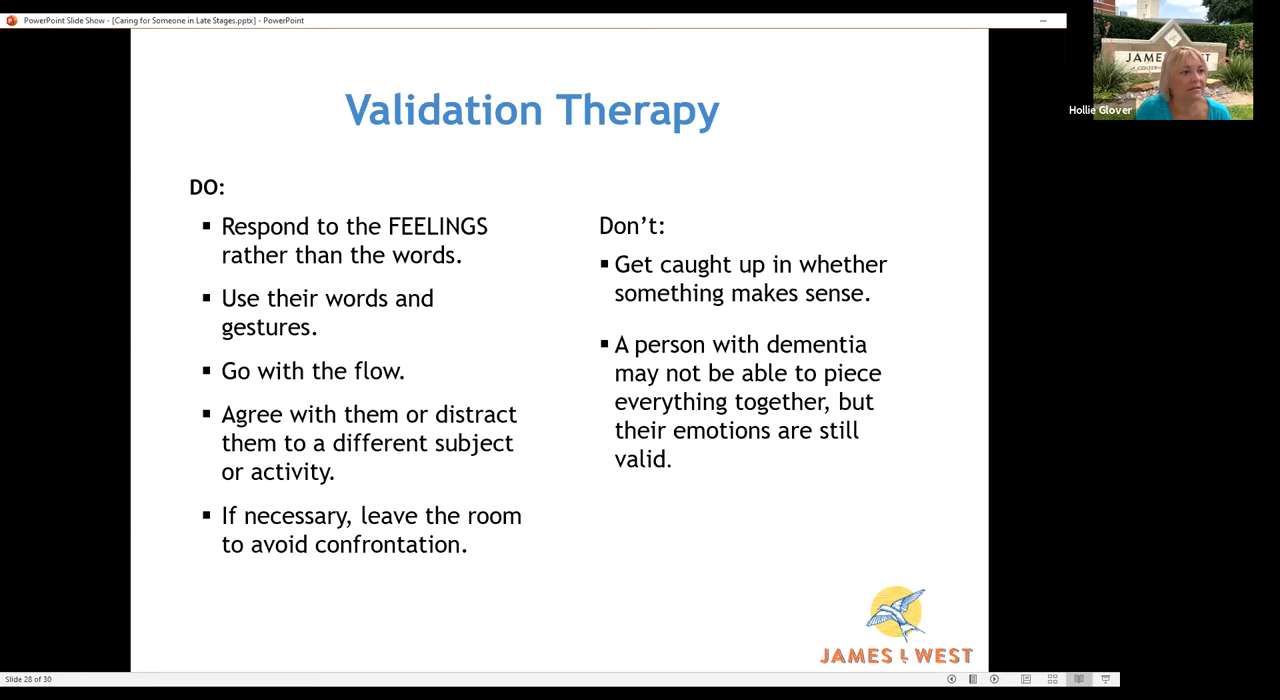 PowerPoint Slide Show - [Caring for Someone in Late Stages.pptx] - PowerPoint
Hollie Glover
Validation Therapy
DO:
▪ Respond to the FEELINGS
rather than the words.
▪ Use their words and
gestures.
▪ Go with the flow.
▪ Agree with them or distract
them to a different subject
or activity.
▪ If necessary, leave the room
to avoid confrontation.
Don’t:
▪ Get caught up in whether
something makes sense.
▪ A person with dementia
may not be able to piece
everything together, but
their emotions are still
valid.
JAMES L WEST
Slide 28 of 30